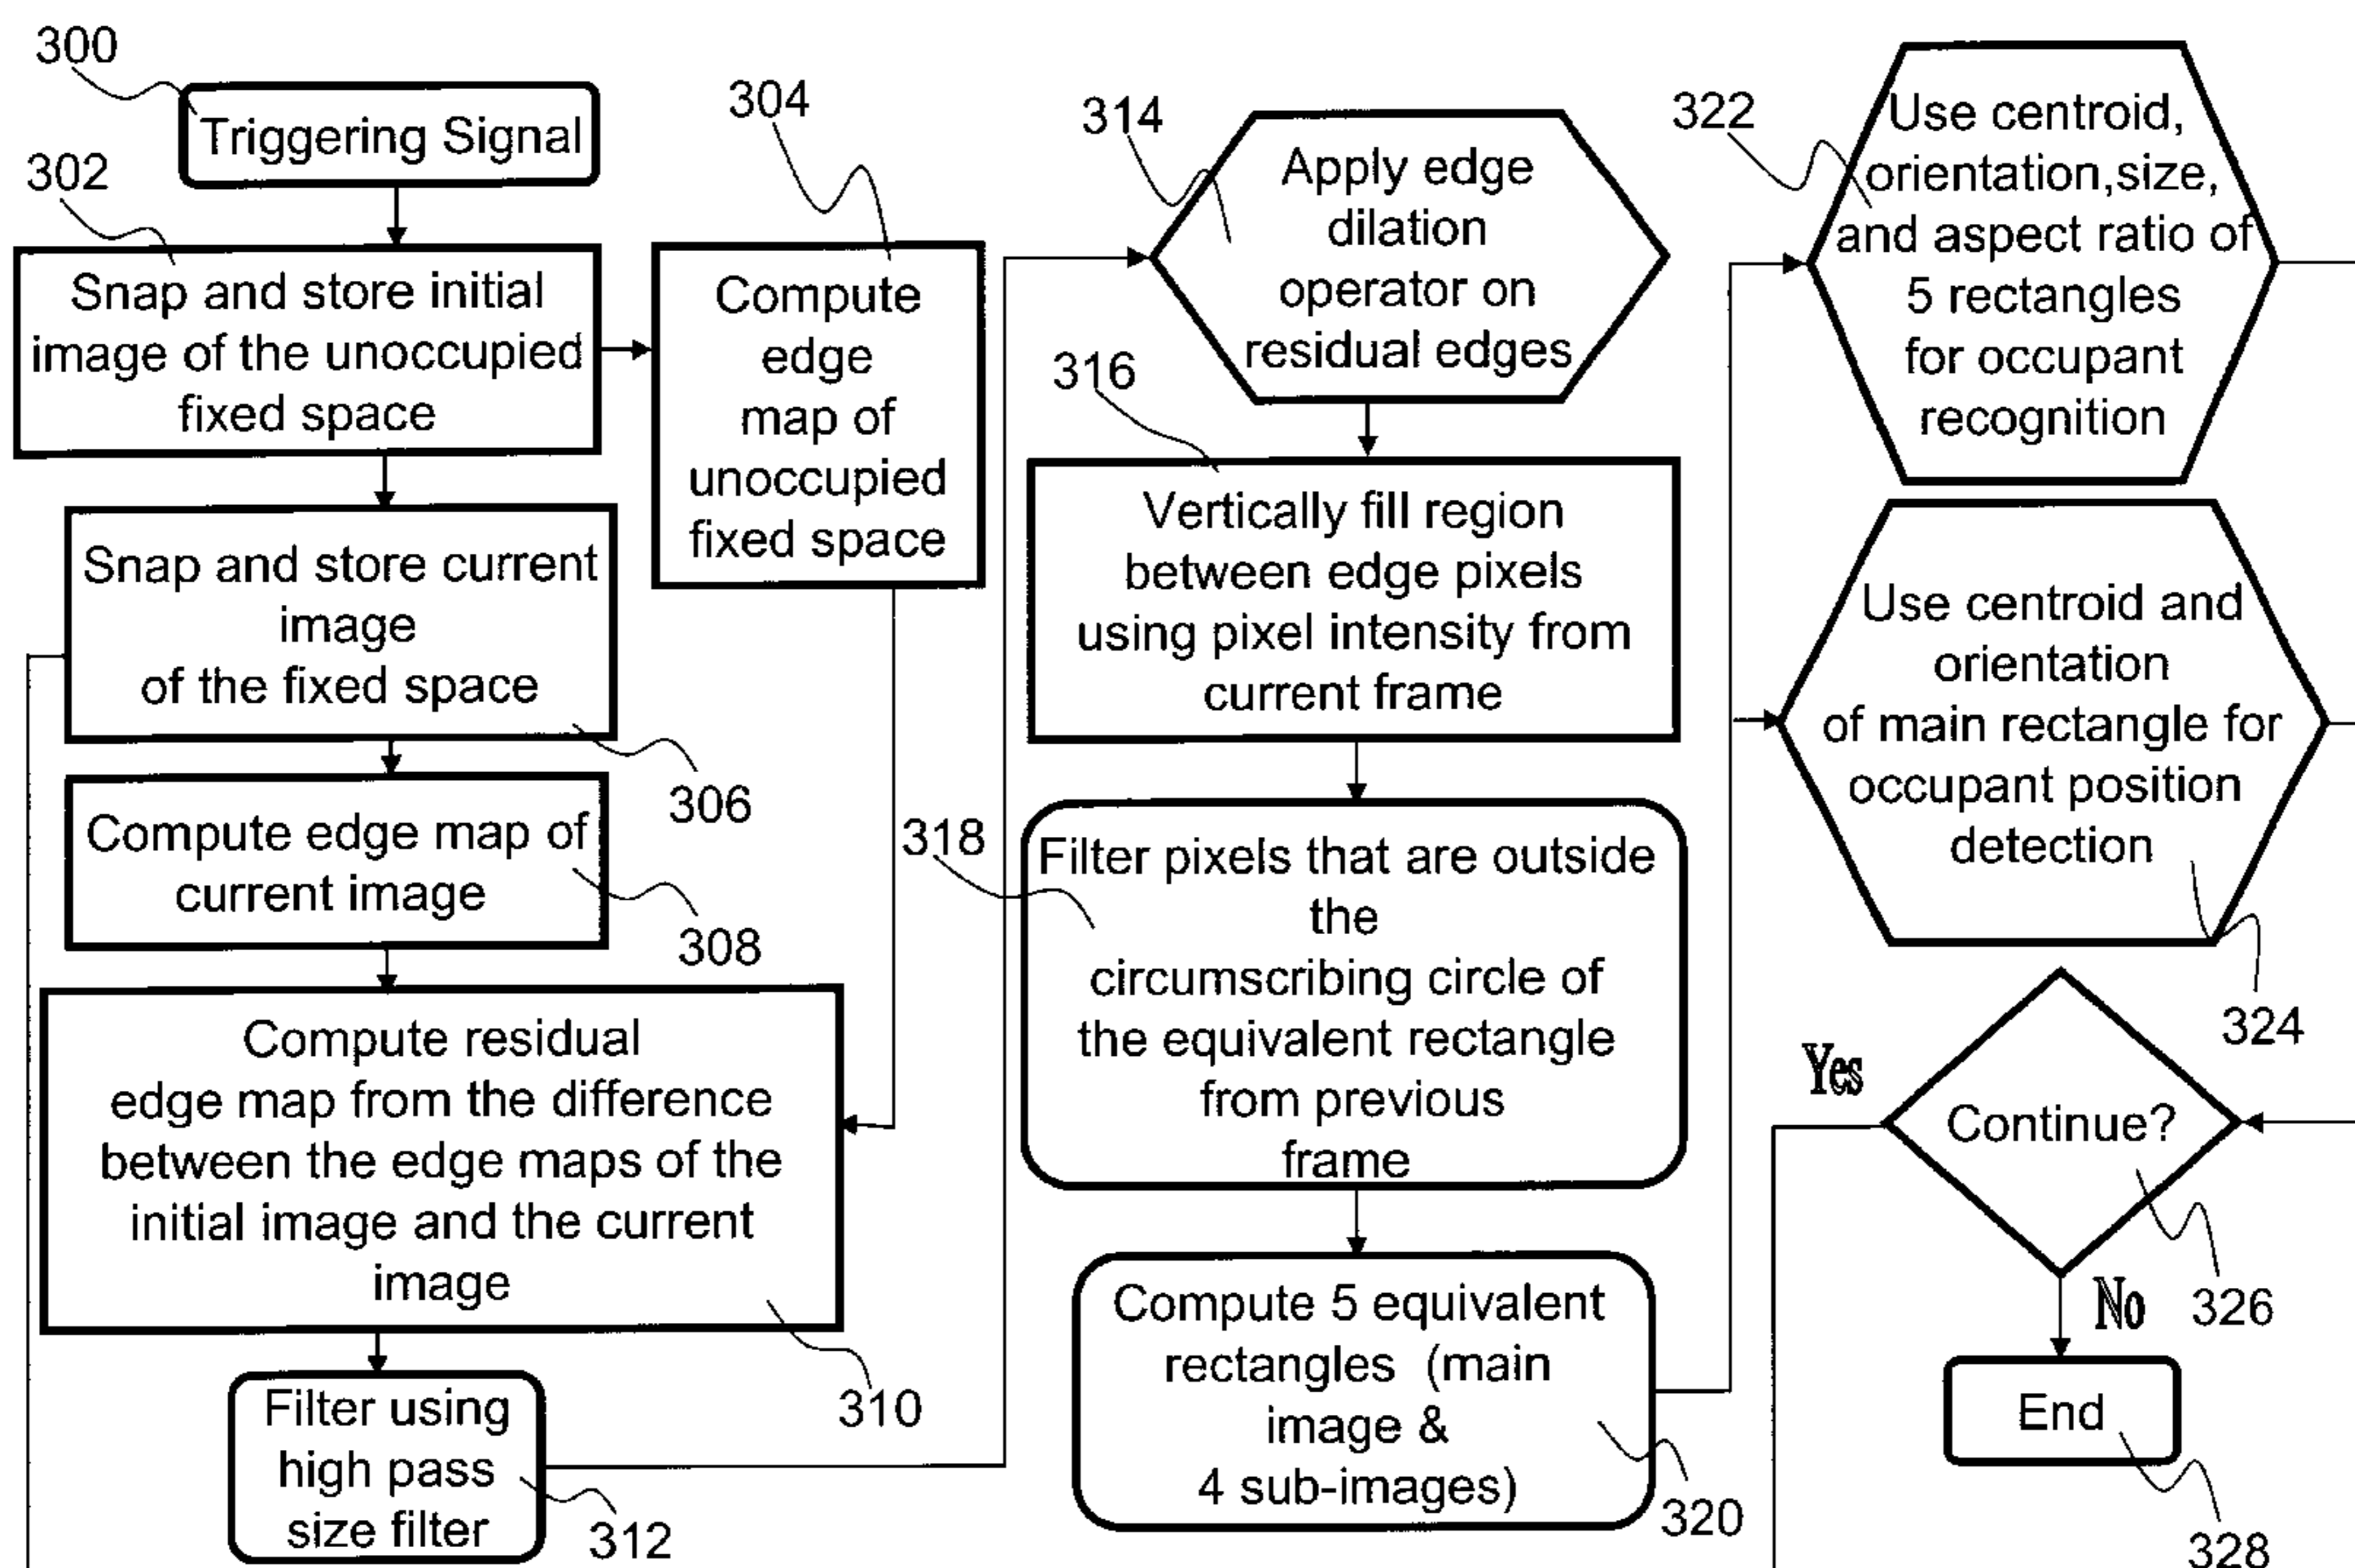 300
Triggering Signal
302
Snap and store initial
image of the unoccupied
fixed space
304
Compute
edge
map of
unoccupied
fixed space
Snap and store current
image
of the fixed space
306
Compute edge map of
current image
308
Compute residual
edge map from the difference
between the edge maps of the
initial image and the current
image
310
Filter using
high pass
size filter
312
314
Apply edge
dilation
operator on
residual edges
316
Vertically fill region
between edge pixels
using pixel intensity from
current frame
318
Filter pixels that are outside
the
circumscribing circle of
the equivalent rectangle
from previous
frame
Compute 5 equivalent
rectangles (main
image &
4 sub-images)
320
322
Use centroid,
orientation,size,
and aspect ratio of
5 rectangles
for occupant
recognition
Use centroid and
orientation
of main rectangle for
occupant position
detection
324
Yes
Continue?
326
No
End
328